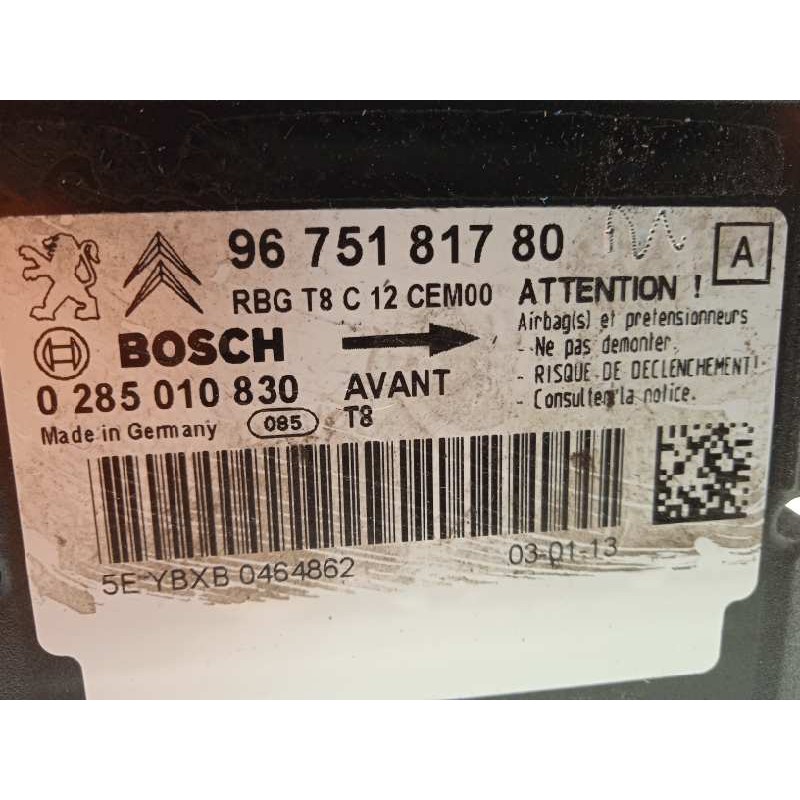 96 751 817 80
A
RBG T8 C 12 CEM00
ATTENTION !
Airbag(s) et pretensionneurs
- Ne pas demonter.
- RISQUE DE DECLENCHEMENT!
- Consulter la notice.
BOSCH
0 285 010 830
AVANT
T8
Made in Germany
085
5E YBXB 0464862
03-01-13